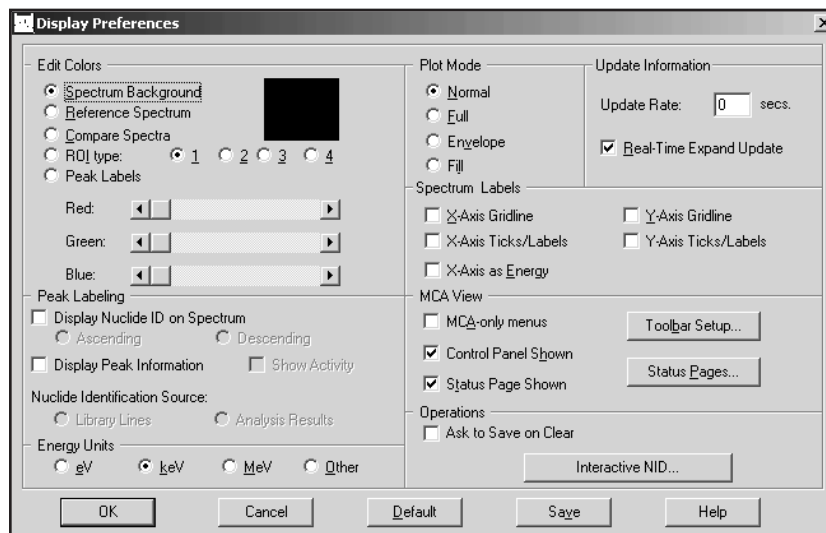 Display Preferences
Edit Colors
Spectrum Background
Reference Spectrum
Compare Spectra
ROI type: 1 2 3 4
Peak Labels
Red:
Green:
Blue:
Plot Mode
Normal
Full
Envelope
Fill
Update Information
Update Rate: 0 secs.
Real-Time Expand Update
Spectrum Labels
X-Axis Gridline Y-Axis Gridline
X-Axis Ticks/Labels Y-Axis Ticks/Labels
X-Axis as Energy
Peak Labeling
Display Nuclide ID on Spectrum
Ascending Descending
Display Peak Information Show Activity
Nuclide Identification Source:
Library Lines Analysis Results
MCA View
MCA-only menus
Control Panel Shown
Status Page Shown
Toolbar Setup...
Status Pages...
Energy Units
eV keV MeV Other
Operations
Ask to Save on Clear
Interactive NID...
OK Cancel Default Save Help